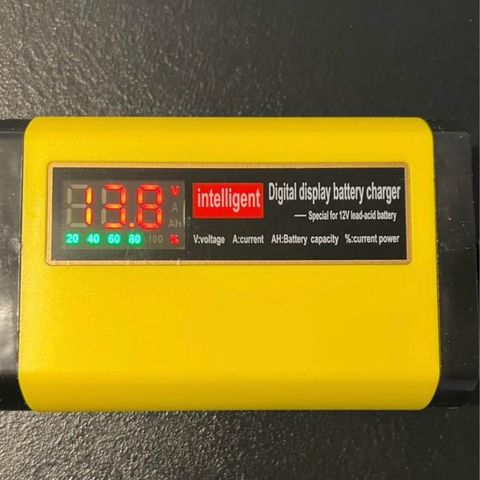 13.8 V
A
Ah
20 40 60 80 100 %
intelligent
Digital display battery charger
— Special for 12V lead-acid battery
V:voltage A:current AH:Battery capacity %:current power